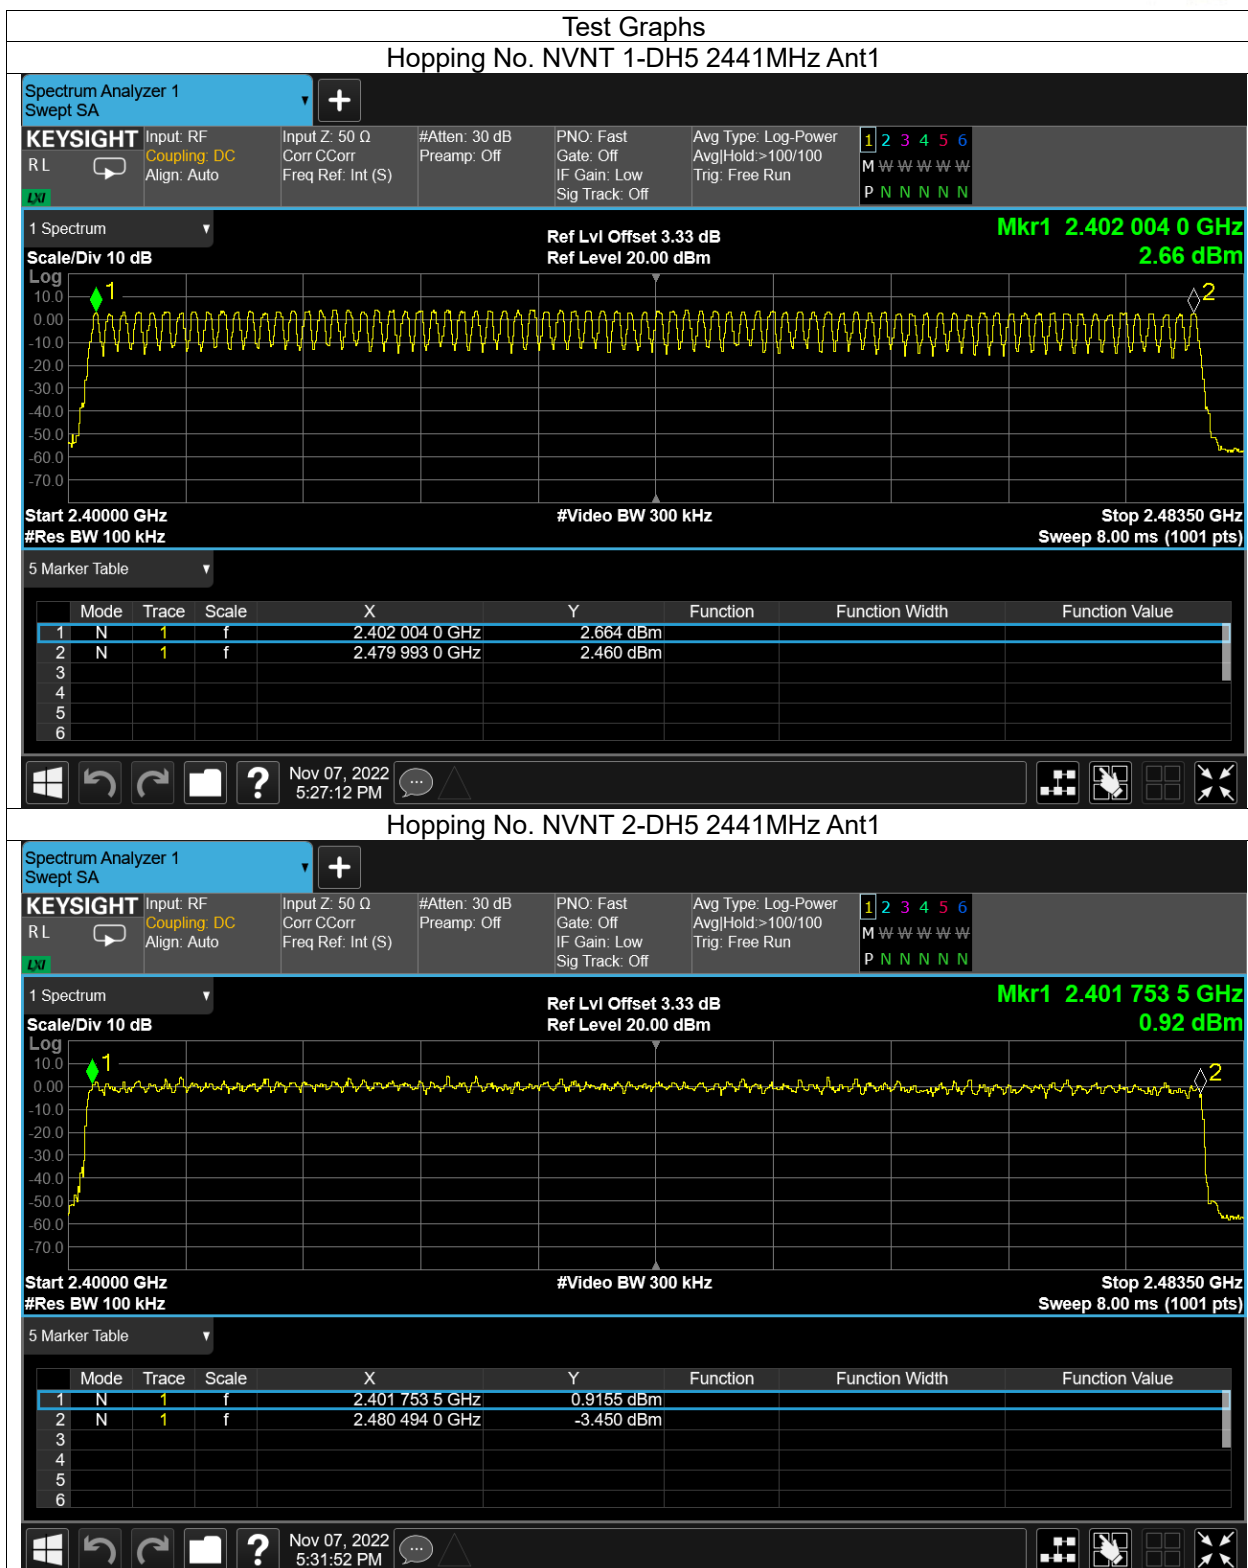 Test Graphs
Hopping No. NVNT 1-DH5 2441MHz Ant1
Spectrum Analyzer 1
Swept SA
KEYSIGHT Input: RF Input Z: 50 Ω #Atten: 30 dB PNO: Fast Avg Type: Log-Power 1 2 3 4 5 6
R L Coupling: DC Corr CCorr Preamp: Off Gate: Off Avg|Hold:>100/100 M W W W W W
Align: Auto Freq Ref: Int (S) IF Gain: Low Trig: Free Run P N N N N N
LXI Sig Track: Off
1 Spectrum Ref Lvl Offset 3.33 dB Mkr1 2.402 004 0 GHz
Scale/Div 10 dB Ref Level 20.00 dBm 2.66 dBm
Log
1 2
10.0
0.00
-10.0
-20.0
-30.0
-40.0
-50.0
-60.0
-70.0
Start 2.40000 GHz #Video BW 300 kHz Stop 2.48350 GHz
#Res BW 100 kHz Sweep 8.00 ms (1001 pts)
5 Marker Table
Mode Trace Scale X Y Function Function Width Function Value
1 N 1 f 2.402 004 0 GHz 2.664 dBm
2 N 1 f 2.479 993 0 GHz 2.460 dBm
3
4
5
6
? Nov 07, 2022
5:27:12 PM
Hopping No. NVNT 2-DH5 2441MHz Ant1
Spectrum Analyzer 1
Swept SA
KEYSIGHT Input: RF Input Z: 50 Ω #Atten: 30 dB PNO: Fast Avg Type: Log-Power 1 2 3 4 5 6
R L Coupling: DC Corr CCorr Preamp: Off Gate: Off Avg|Hold:>100/100 M W W W W W
Align: Auto Freq Ref: Int (S) IF Gain: Low Trig: Free Run P N N N N N
LXI Sig Track: Off
1 Spectrum Ref Lvl Offset 3.33 dB Mkr1 2.401 753 5 GHz
Scale/Div 10 dB Ref Level 20.00 dBm 0.92 dBm
Log
1 2
10.0
0.00
-10.0
-20.0
-30.0
-40.0
-50.0
-60.0
-70.0
Start 2.40000 GHz #Video BW 300 kHz Stop 2.48350 GHz
#Res BW 100 kHz Sweep 8.00 ms (1001 pts)
5 Marker Table
Mode Trace Scale X Y Function Function Width Function Value
1 N 1 f 2.401 753 5 GHz 0.9155 dBm
2 N 1 f 2.480 494 0 GHz -3.450 dBm
3
4
5
6
? Nov 07, 2022
5:31:52 PM